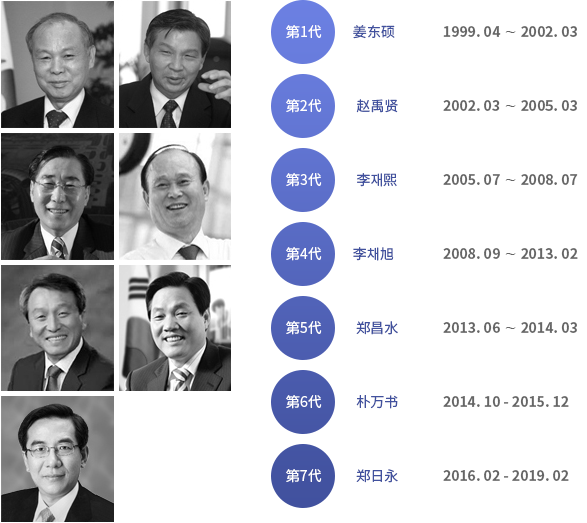 第1代 姜东硕 1999. 04 ~ 2002. 03
第2代 赵禹贤 2002. 03 ~ 2005. 03
第3代 李재熙 2005. 07 ~ 2008. 07
第4代 李채旭 2008. 09 ~ 2013. 02
第5代 郑昌水 2013. 06 ~ 2014. 03
第6代 朴万书 2014. 10 - 2015. 12
第7代 郑日永 2016. 02 - 2019. 02